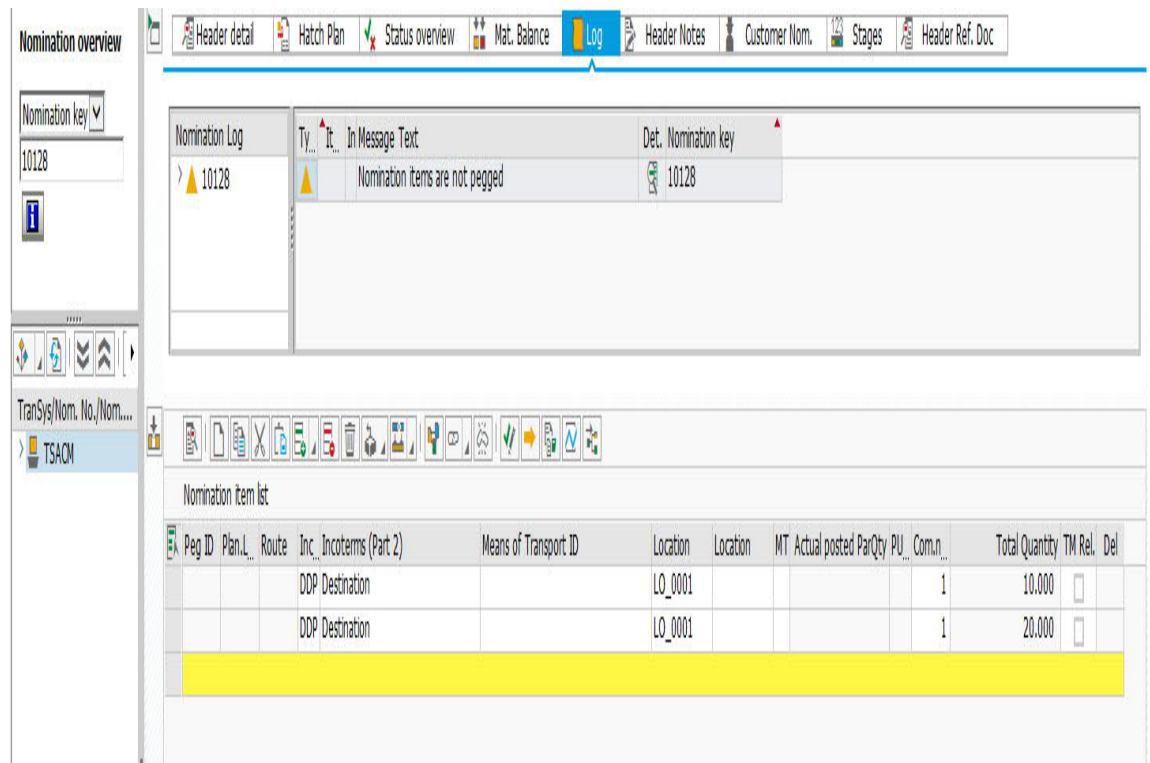 Nomination overview
Header detail Hatch Plan Status overview Mat. Balance Log Header Notes Customer Nom. 123 Stages Header Ref. Doc
Nomination key
10128
Nomination Log
10128
Ty... It... In Message Text Det. Nomination key
Nomination items are not pegged 10128
TranSys/Nom. No./Nom....
TSACM
Nomination item list
Peg ID Plan.L... Route Inc... Incoterms (Part 2) Means of Transport ID Location Location MT Actual posted ParQty PU... Com.n... Total Quantity TM Rel. Del
DDP Destination LO_0001 1 10.000
DDP Destination LO_0001 1 20.000